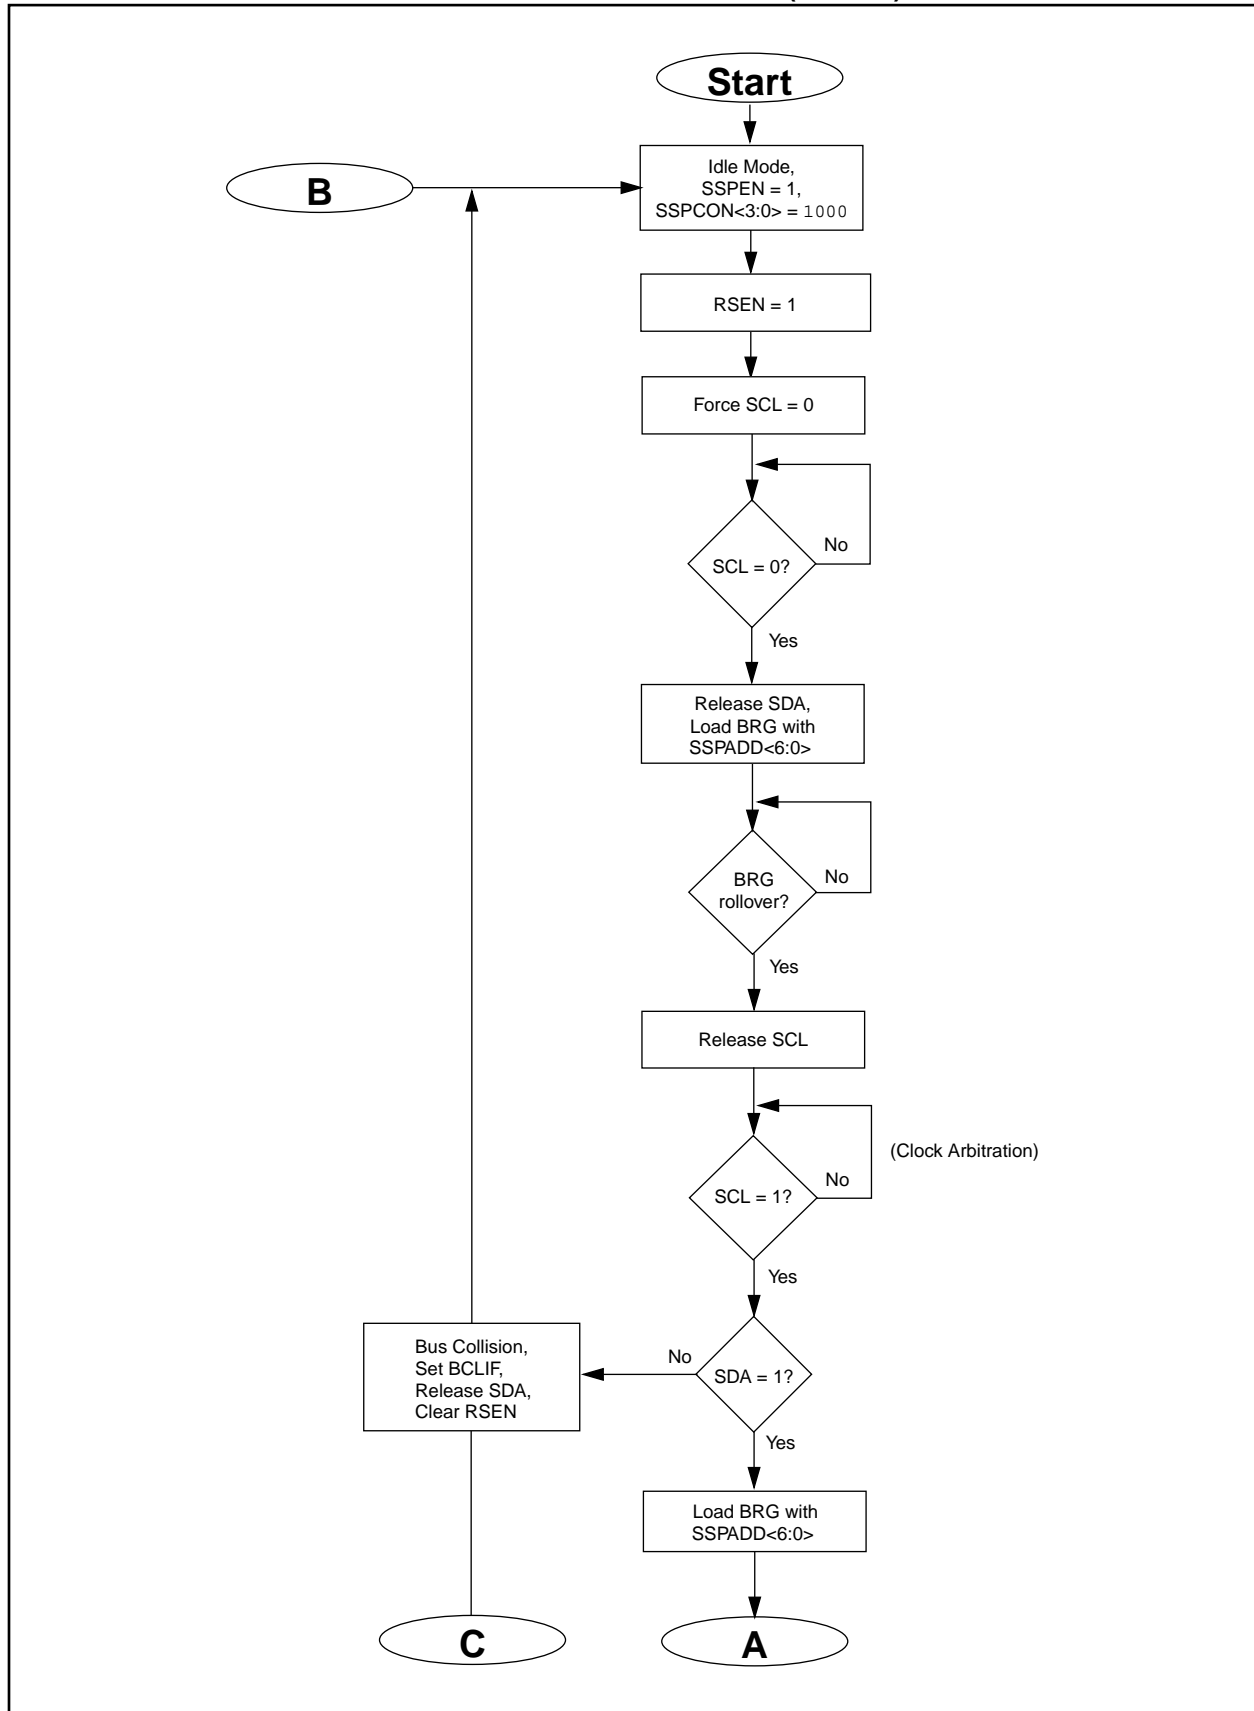 Start
B
Idle Mode,
SSPEN = 1,
SSPCON<3:0> = 1000
RSEN = 1
Force SCL = 0
No
SCL = 0?
Yes
Release SDA,
Load BRG with
SSPADD<6:0>
No
BRG
rollover?
Yes
Release SCL
(Clock Arbitration)
No
SCL = 1?
Yes
Bus Collision,
Set BCLIF,
Release SDA,
Clear RSEN
No
SDA = 1?
Yes
Load BRG with
SSPADD<6:0>
C
A